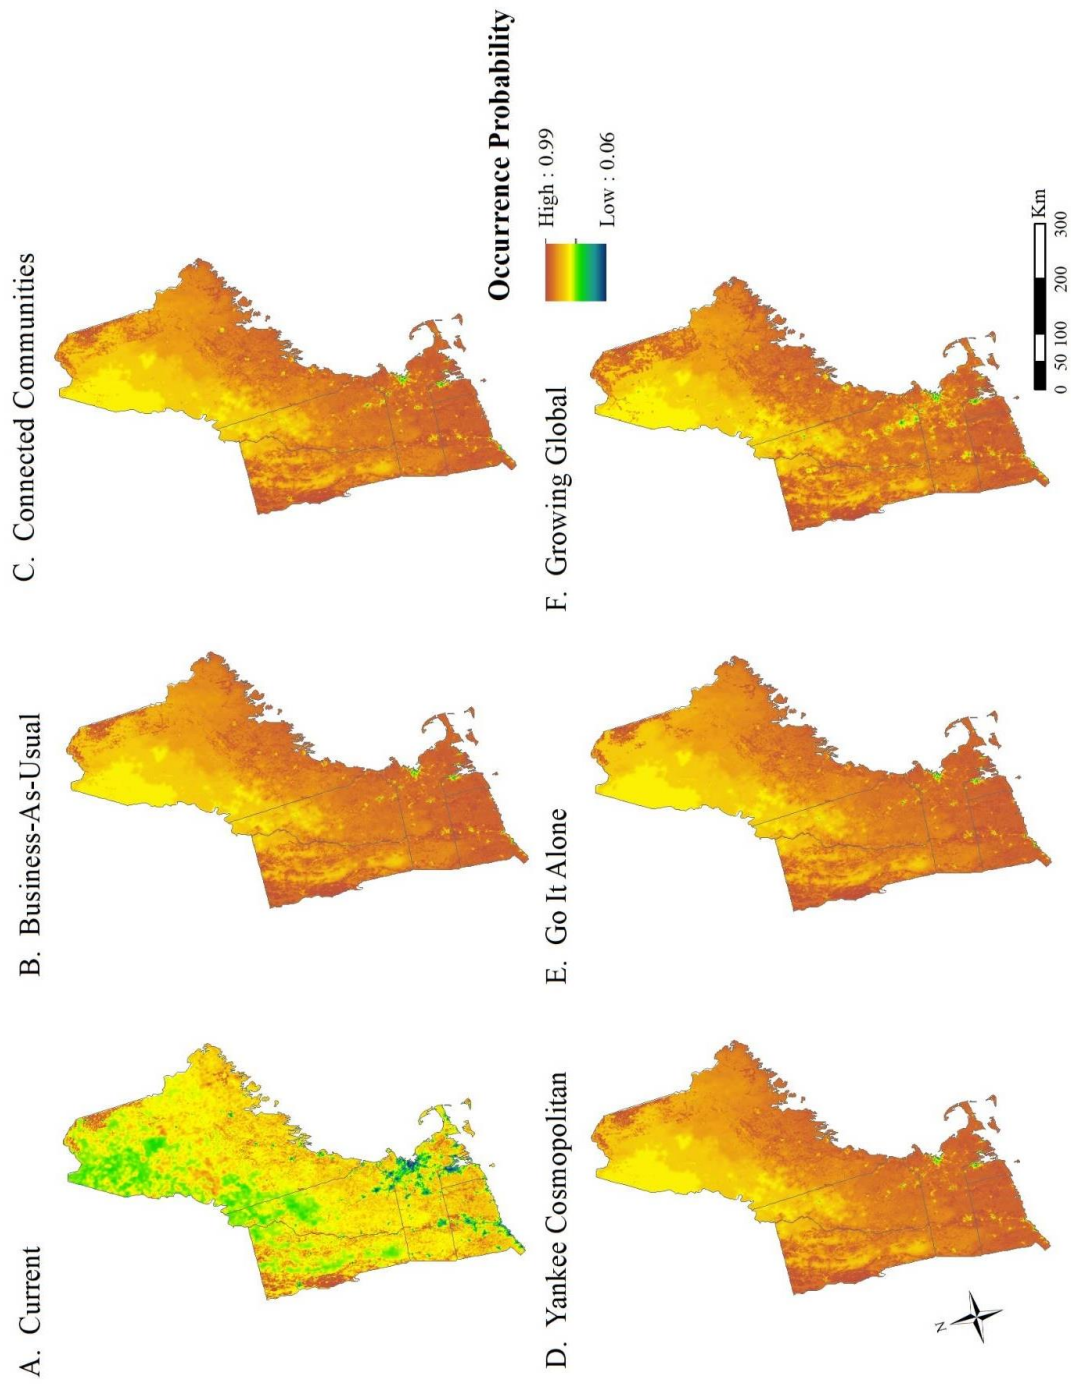 A. Current
B. Business-As-Usual
C. Connected Communities
Occurrence Probability
High : 0.99
Low : 0.06
D. Yankee Cosmopolitan
E. Go It Alone
F. Growing Global
N
Km
0 50 100 200 300